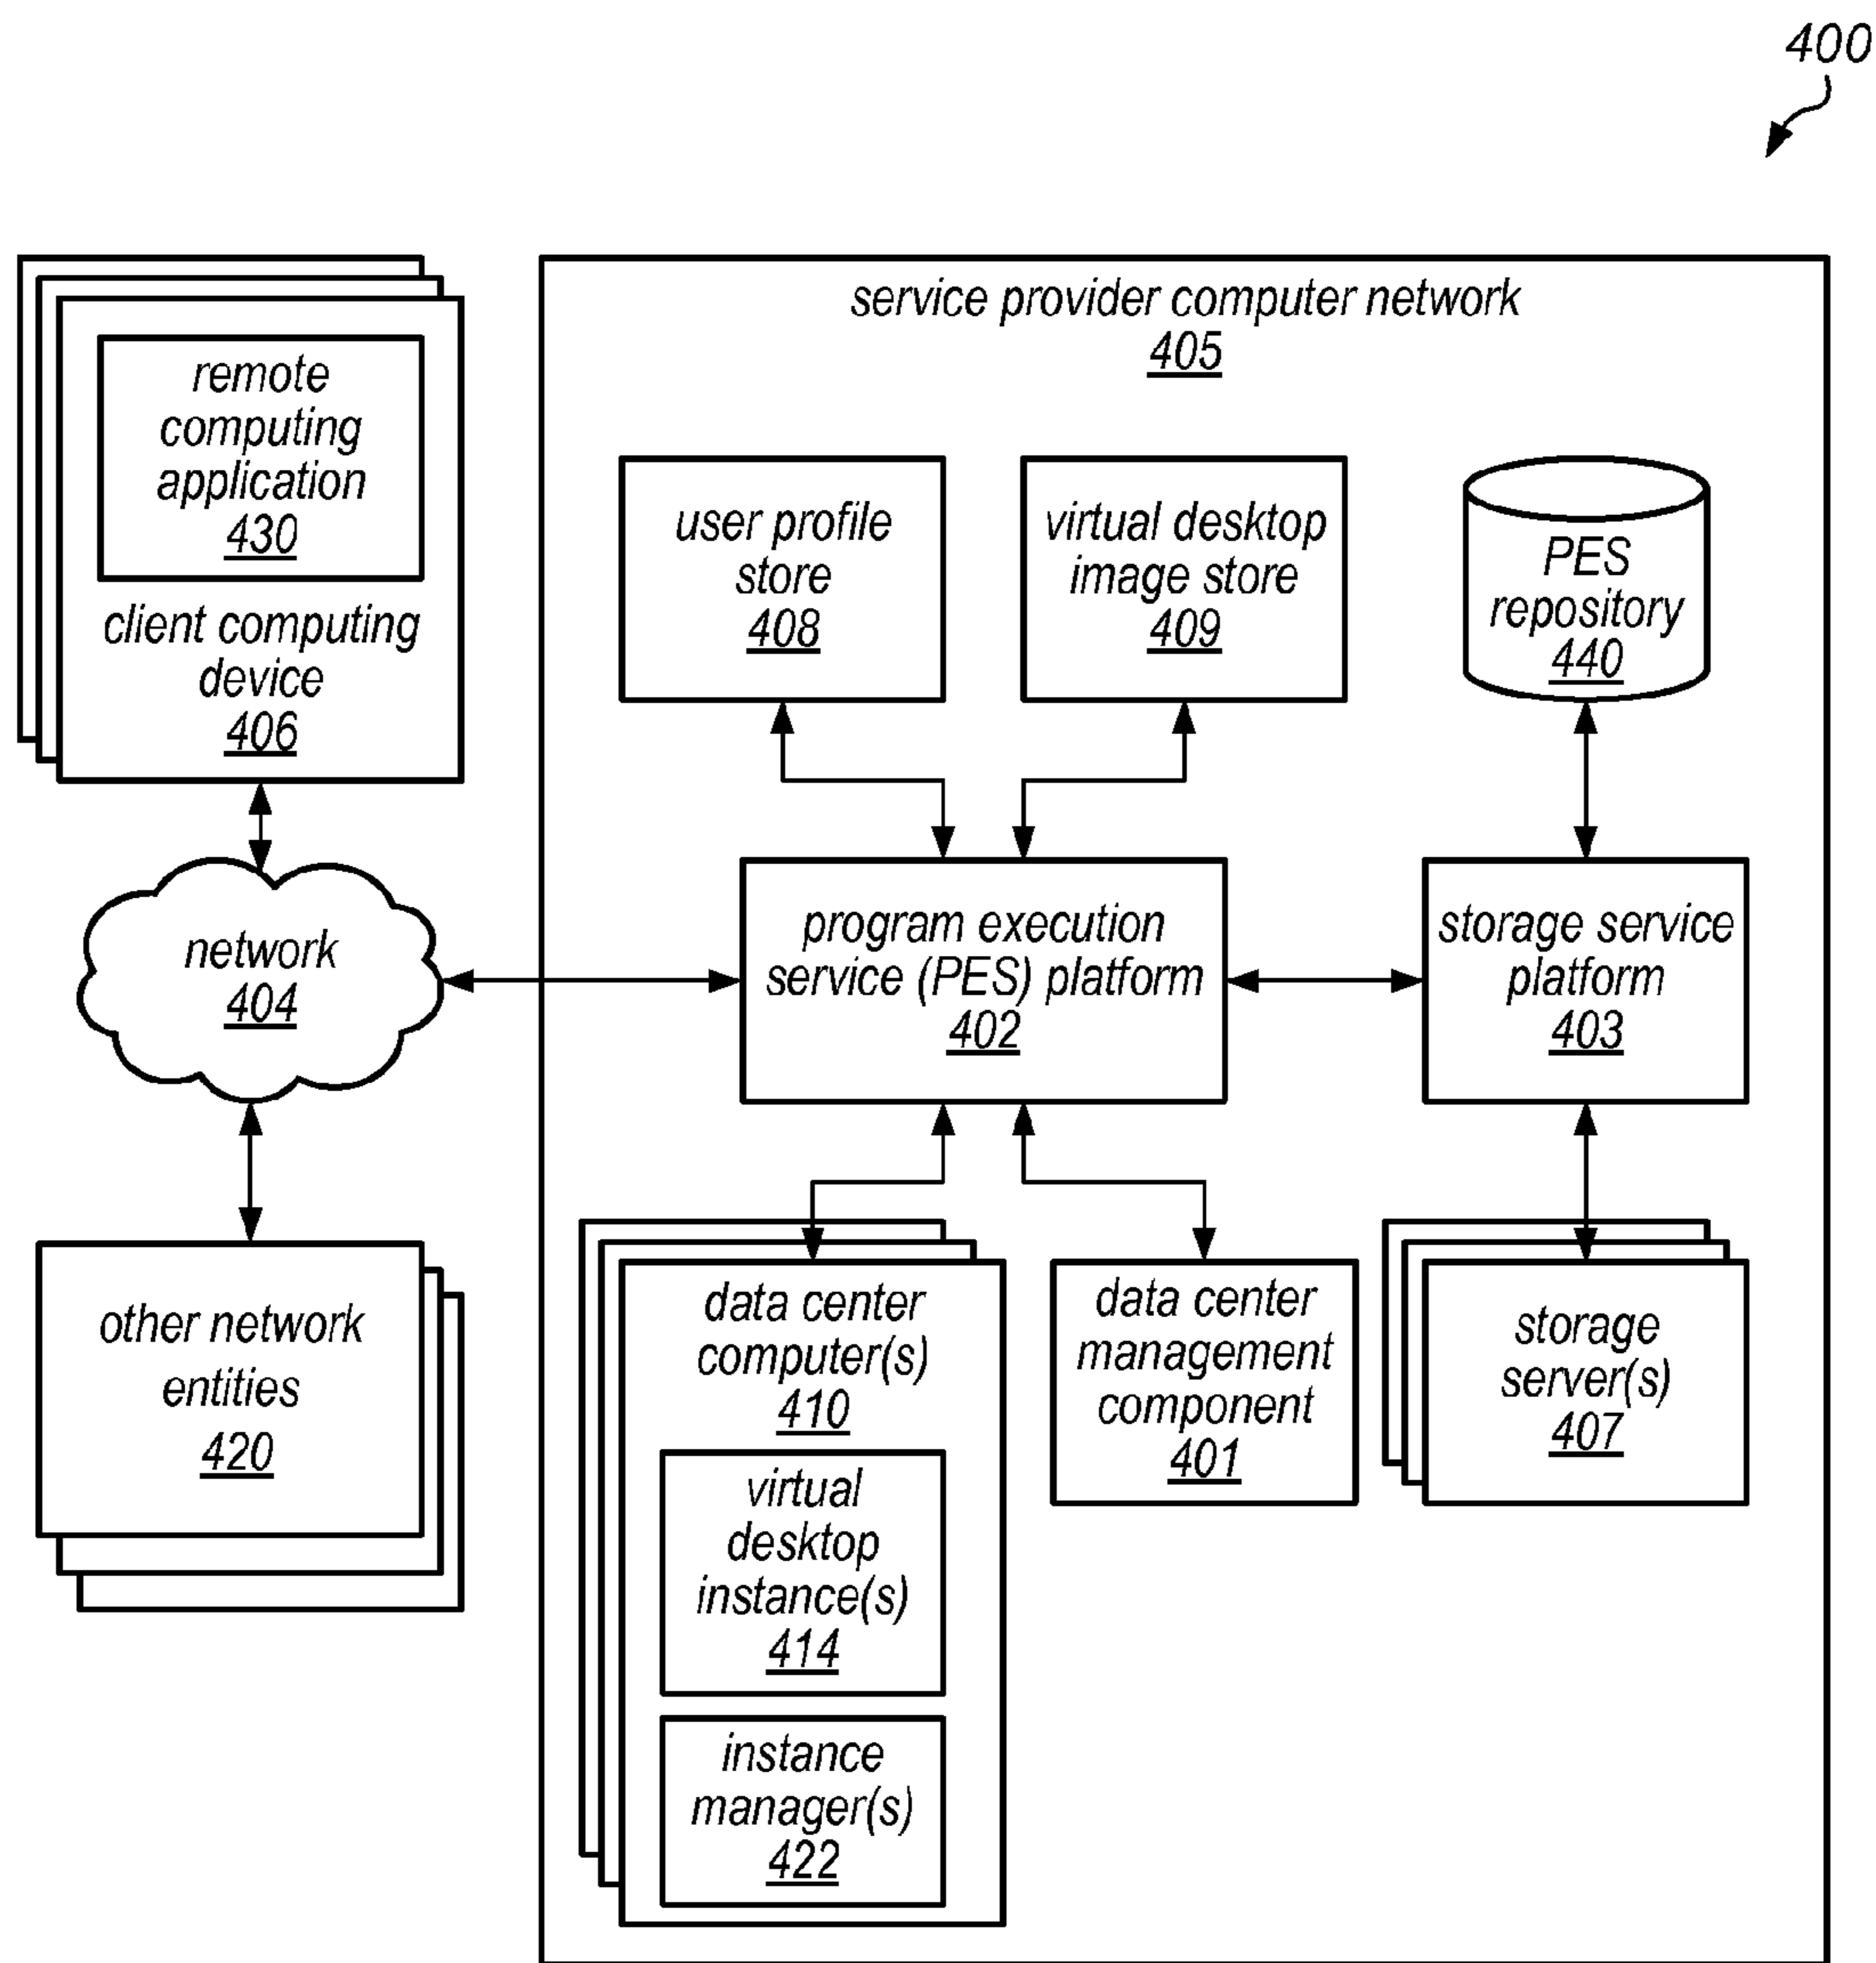 400
remote
computing
application
430
client computing
device
406
network
404
other network
entities
420
service provider computer network
405
user profile
store
408
virtual desktop
image store
409
PES
repository
440
program execution
service (PES) platform
402
storage service
platform
403
data center
computer(s)
410
virtual
desktop
instance(s)
414
instance
manager(s)
422
data center
management
component
401
storage
server(s)
407